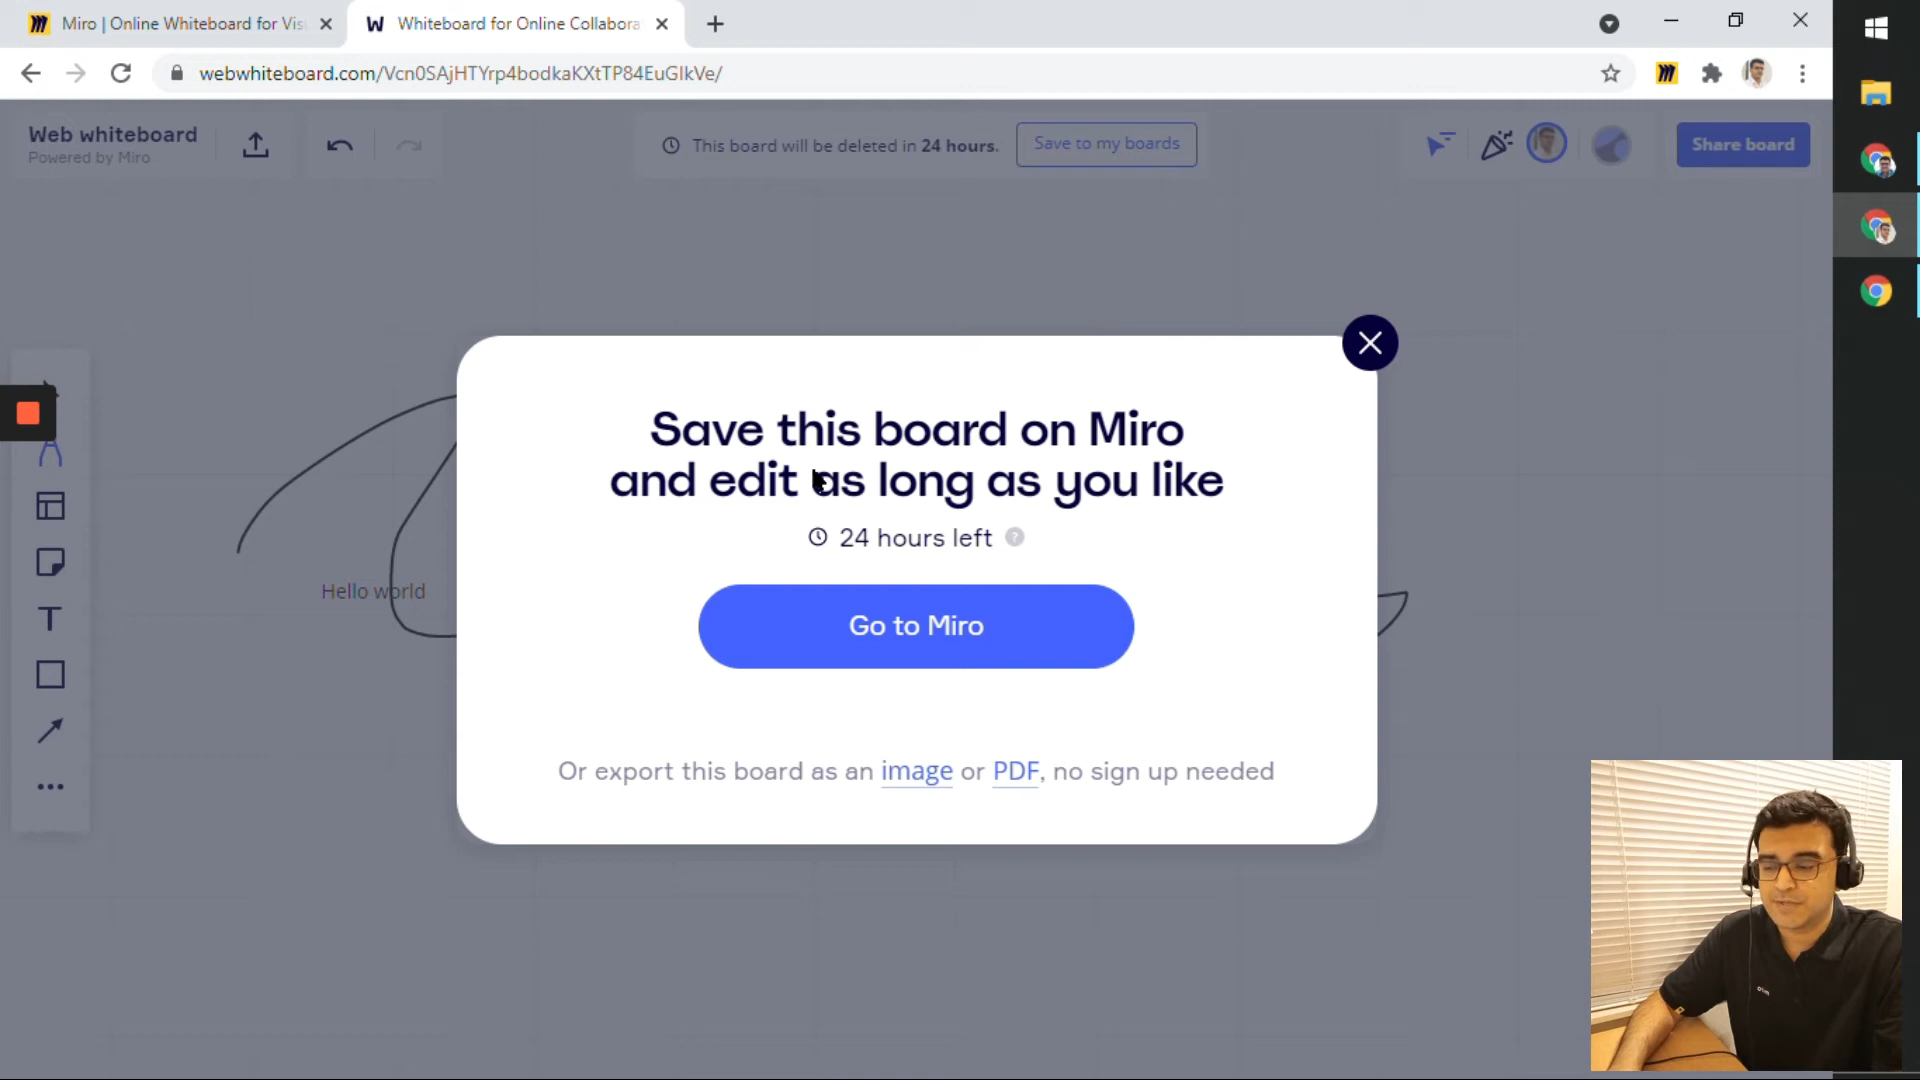 Miro | Online Whiteboard for Vis
Whiteboard for Online Collabora
webwhiteboard.com/Vcn0SAjHTYrp4bodkaKXtTP84EuGIkVe/
Web whiteboard
Powered by Miro
This board will be deleted in 24 hours.
Save to my boards
Share board
Save this board on Miro
and edit as long as you like
24 hours left
?
Hello world
Go to Miro
T
Or export this board as an image or PDF, no sign up needed